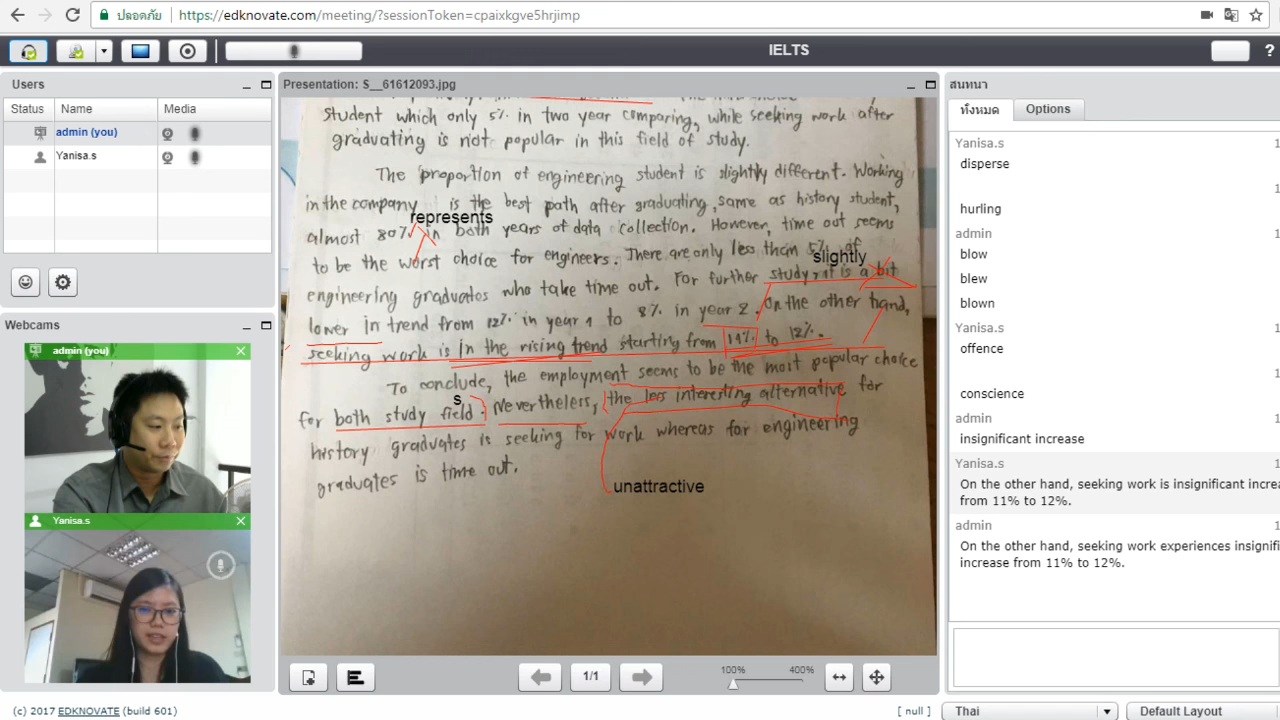 ปลอดภัย
https://edknovate.com/meeting/?sessionToken=cpaixkgve5hrjimp
IELTS
?
Users
Status Name Media
admin (you)
Yanisa.s
Webcams
admin (you)
Yanisa.s
Presentation: S__61612093.jpg
student which only 5% in two year comparing, while seeking work after
graduating is not popular in this field of study.
The proportion of engineering student is slightly different. Working
in the company is the best path after graduating, same as history student,
represents
almost 80% in both years of data collection. However, time out seems
to be the worst choice for engineers. There are only less than 5% of
slightly
engineering graduates who take time out. For further study, it is a bit
lower in trend from 12% in year 1 to 8% in year 2. On the other hand,
seeking work is in the rising trend starting from 11% to 12%.
To conclude, the employment seems to be the most popular choice
s
for both study field. Nevertheless, the less interesting alternative for
history graduates is seeking for work whereas for engineering
graduates is time out.
unattractive
1/1
100%
400%
สนทนา
ทั้งหมด Options
Yanisa.s 1
disperse
hurling
admin 1
blow
blew
blown
Yanisa.s 1
offence
conscience
admin 1
insignificant increase
Yanisa.s 1
On the other hand, seeking work is insignificant increa
from 11% to 12%.
admin 1
On the other hand, seeking work experiences insignifi
increase from 11% to 12%.
(c) 2017 EDKNOVATE (build 601)
[ null ]
Thai
Default Layout